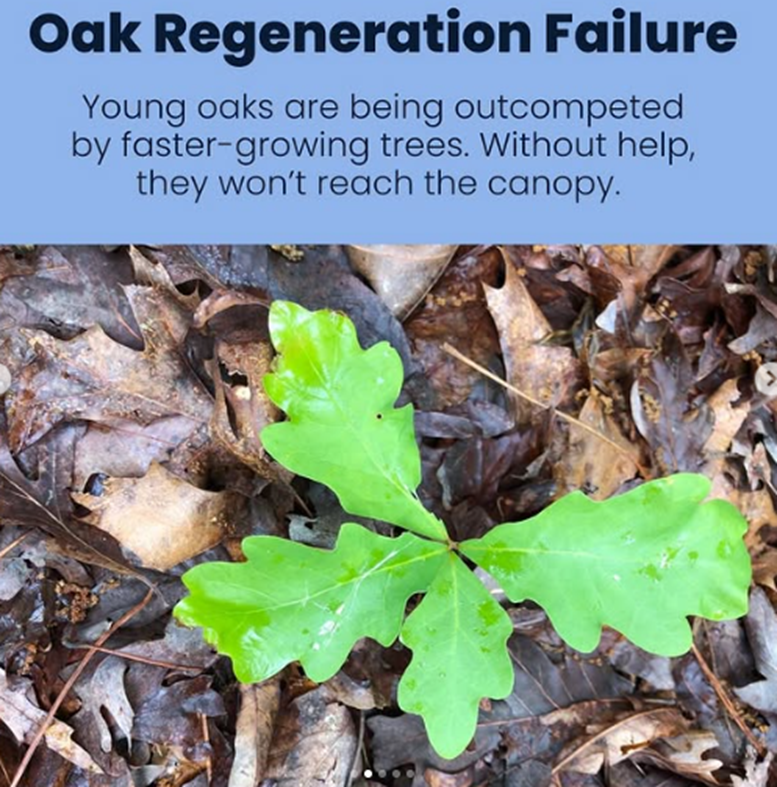 Oak Regeneration Failure
Young oaks are being outcompeted
by faster-growing trees. Without help,
they won't reach the canopy.